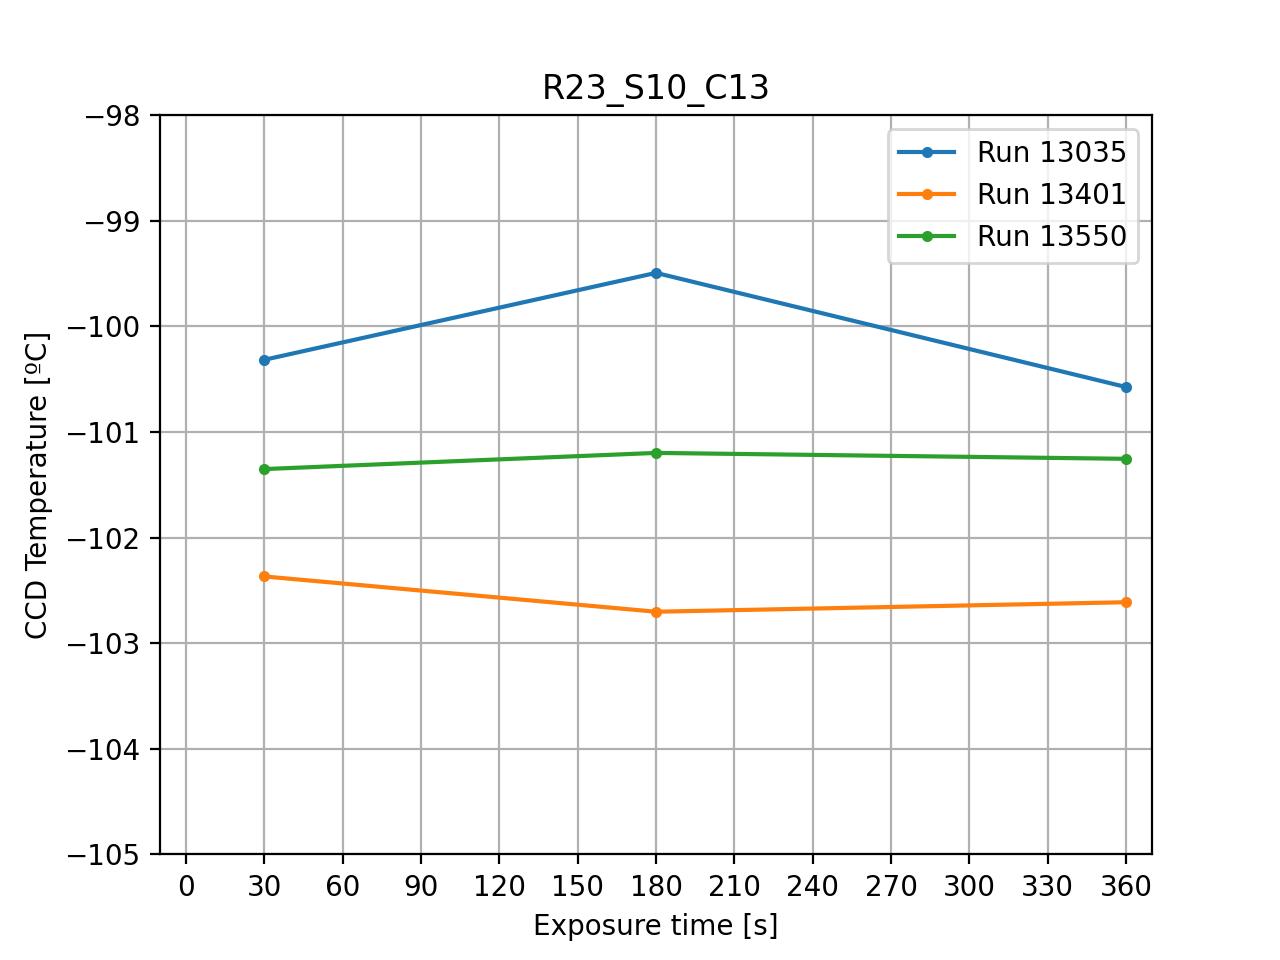 R23_S10_C13
−98
−99
−100
−101
−102
−103
−104
−105
CCD Temperature [ºC]
Run 13035
Run 13401
Run 13550
0 30 60 90 120 150 180 210 240 270 300 330 360
Exposure time [s]